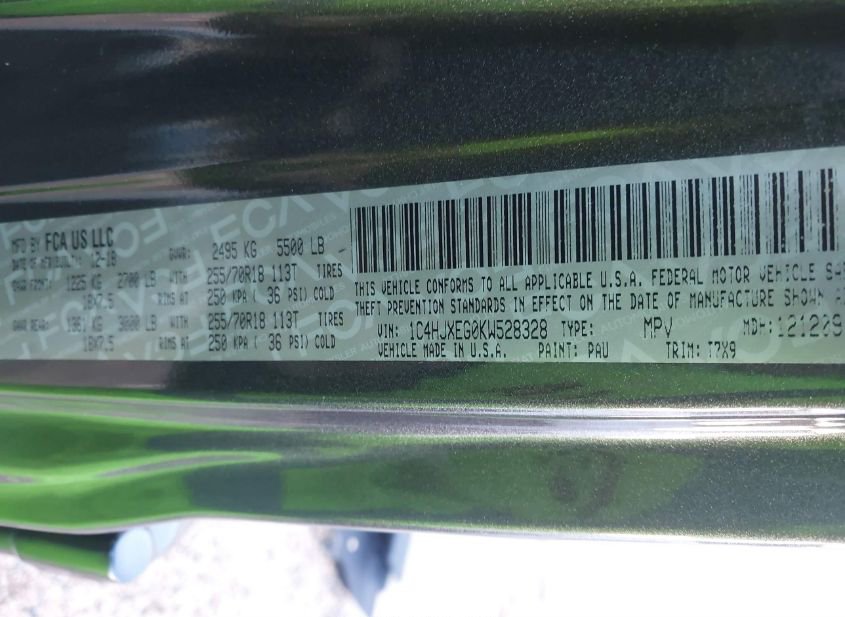 MFD BY FCA US LLC
DATE OF MFR(BUILT): 12-18 GVWR: 2495 KG 5500 LB
GAWR FRONT: 1225 KG 2700 LB WITH 255/70R18 113T TIRES
18X7.5 RIMS AT 250 KPA ( 36 PSI) COLD
GAWR REAR: 1361 KG 3000 LB WITH 255/70R18 113T TIRES
18X7.5 RIMS AT 250 KPA ( 36 PSI) COLD
THIS VEHICLE CONFORMS TO ALL APPLICABLE U.S.A. FEDERAL MOTOR VEHICLE
THEFT PREVENTION STANDARDS IN EFFECT ON THE DATE OF MANUFACTURE SHOWN
VIN: 1C4HJXEG0KW528328 TYPE: MPV MDH: 121209
VEHICLE MADE IN U.S.A. PAINT: PAU TRIM: T7X9